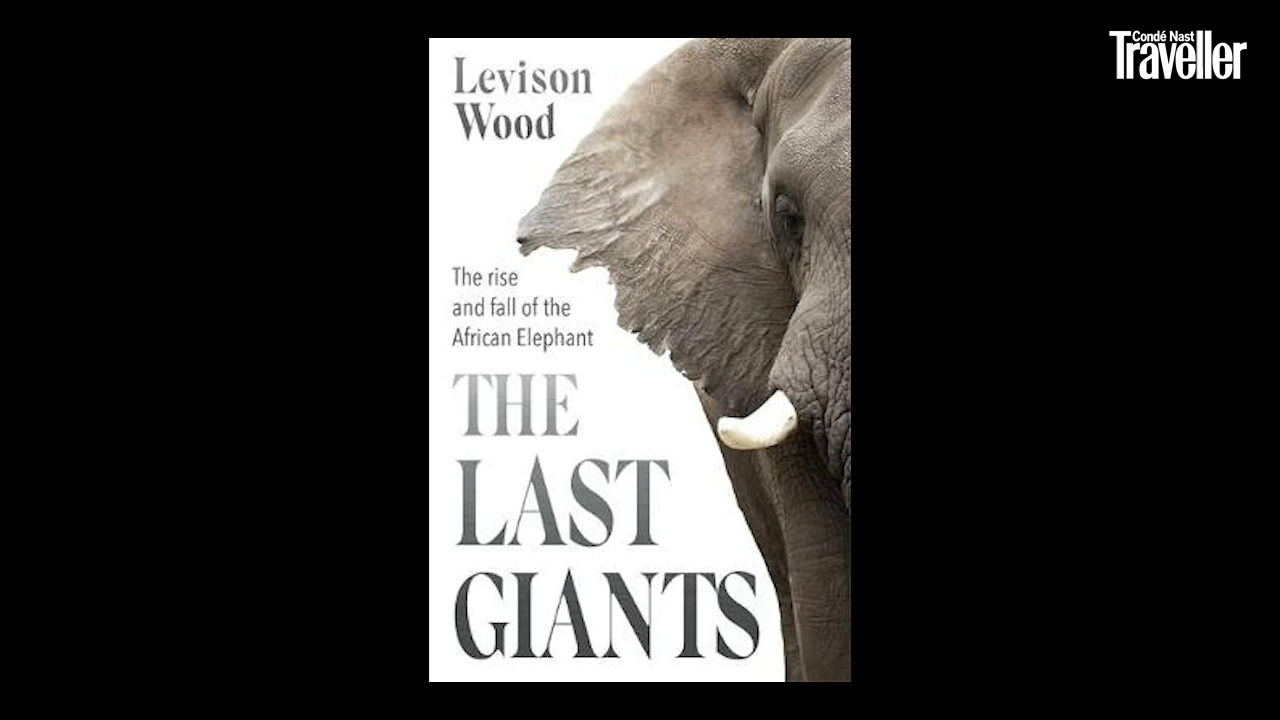 Levison
Wood
The rise
and fall of the
African Elephant
THE
LAST
GIANTS
Condé Nast
Traveller